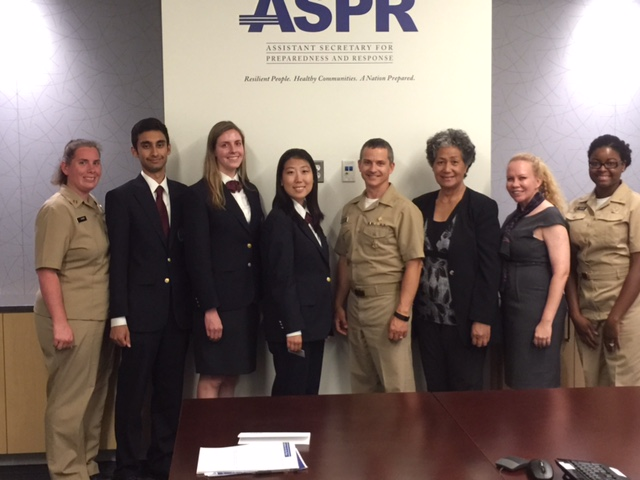 ASPR
ASSISTANT SECRETARY FOR
PREPAREDNESS AND RESPONSE
Resilient People. Healthy Communities. A Nation Prepared.